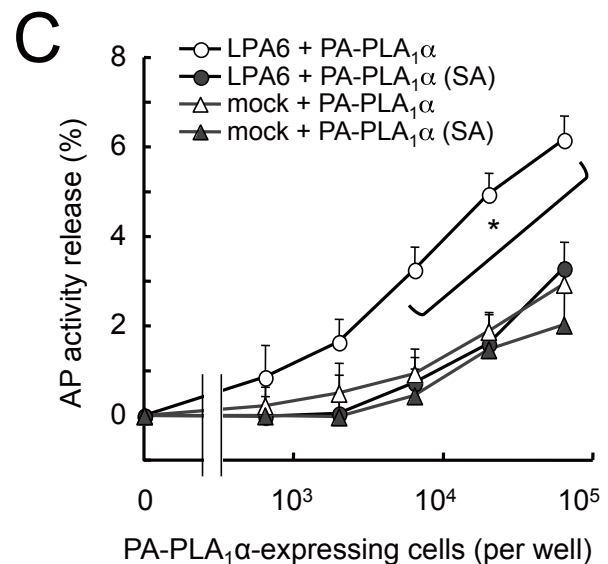 C
LPA6 + PA-PLA₁α
LPA6 + PA-PLA₁α (SA)
mock + PA-PLA₁α
mock + PA-PLA₁α (SA)
AP activity release (%)
8
6
4
2
0
*
0 10³ 10⁴ 10⁵
PA-PLA₁α-expressing cells (per well)